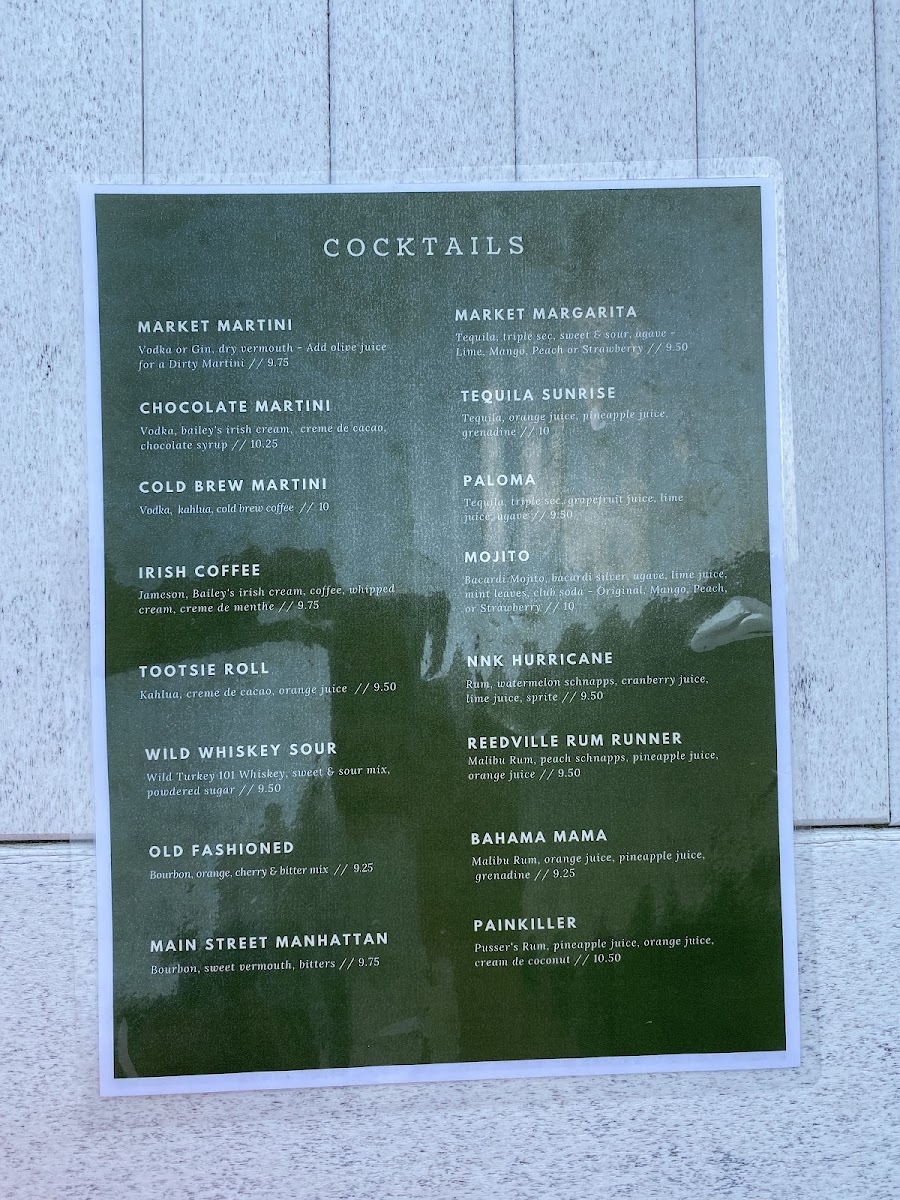 COCKTAILS
MARKET MARTINI
Vodka or Gin, dry vermouth - Add olive juice
for a Dirty Martini // 9.75
CHOCOLATE MARTINI
Vodka, bailey's irish cream, creme de cacao,
chocolate syrup // 10.25
COLD BREW MARTINI
Vodka, kahlua, cold brew coffee // 10
IRISH COFFEE
Jameson, Bailey's irish cream, coffee, whipped
cream, creme de menthe // 9.75
TOOTSIE ROLL
Kahlua, creme de cacao, orange juice // 9.50
WILD WHISKEY SOUR
Wild Turkey 101 Whiskey, sweet & sour mix,
powdered sugar // 9.50
OLD FASHIONED
Bourbon, orange, cherry & bitter mix // 9.25
MAIN STREET MANHATTAN
Bourbon, sweet vermouth, bitters // 9.75
MARKET MARGARITA
Tequila, triple sec, sweet & sour, agave -
Lime, Mango, Peach or Strawberry // 9.50
TEQUILA SUNRISE
Tequila, orange juice, pineapple juice,
grenadine // 10
PALOMA
Tequila, triple sec, grapefruit juice, lime
juice, agave // 9.50
MOJITO
Bacardi Mojito, bacardi silver, agave, lime juice,
mint leaves, club soda - Original, Mango, Peach,
or Strawberry // 10
NNK HURRICANE
Rum, watermelon schnapps, cranberry juice,
lime juice, sprite // 9.50
REEDVILLE RUM RUNNER
Malibu Rum, peach schnapps, pineapple juice,
orange juice // 9.50
BAHAMA MAMA
Malibu Rum, orange juice, pineapple juice,
grenadine // 9.25
PAINKILLER
Pusser's Rum, pineapple juice, orange juice,
cream de coconut // 10.50